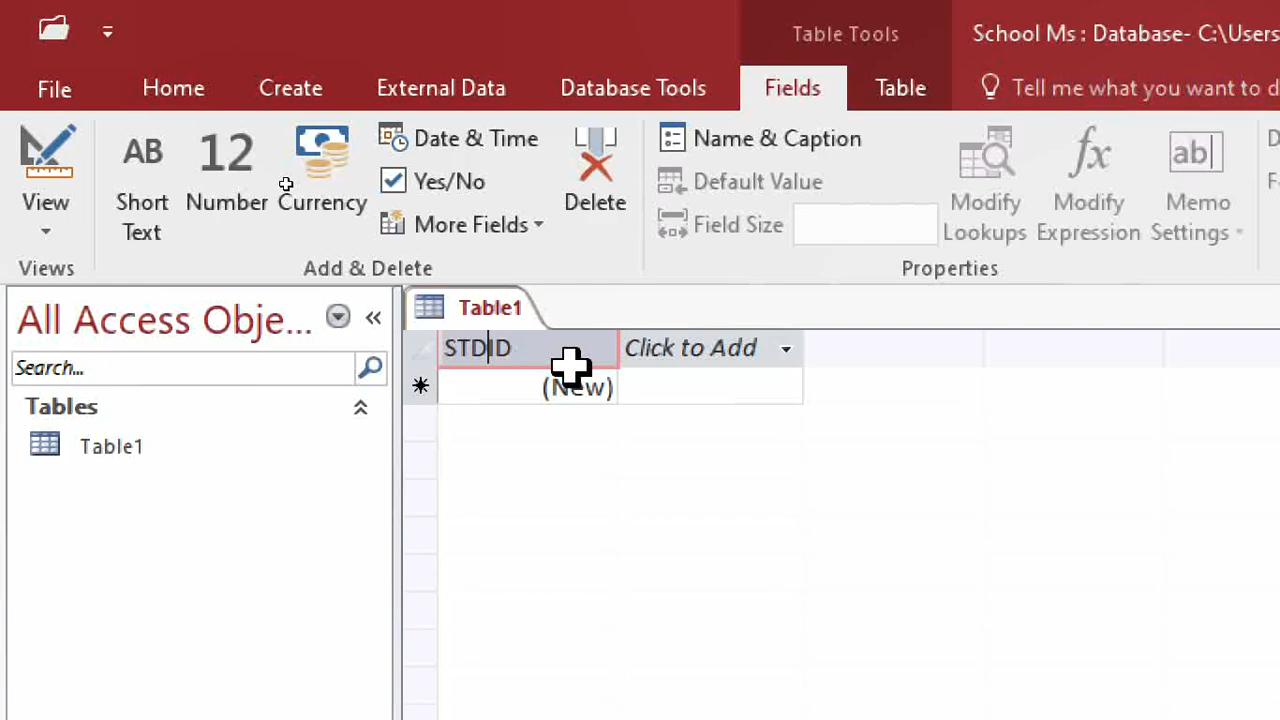 Table Tools
School Ms : Database- C:\Users
File Home Create External Data Database Tools Fields Table Tell me what you want to d
View
AB Short Text
12 Number
Currency
Date & Time
Yes/No
More Fields
Delete
Name & Caption
Default Value
Field Size
Modify Lookups
fx Modify Expression
ab Memo Settings
Views Add & Delete Properties
All Access Obje...
Search...
Tables
Table1
Table1
STDID Click to Add
(New)